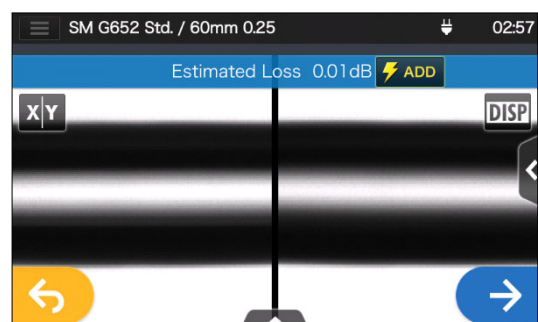 SM G652 Std. / 60mm 0.25 02:57
Estimated Loss 0.01dB ADD
X|Y DISP